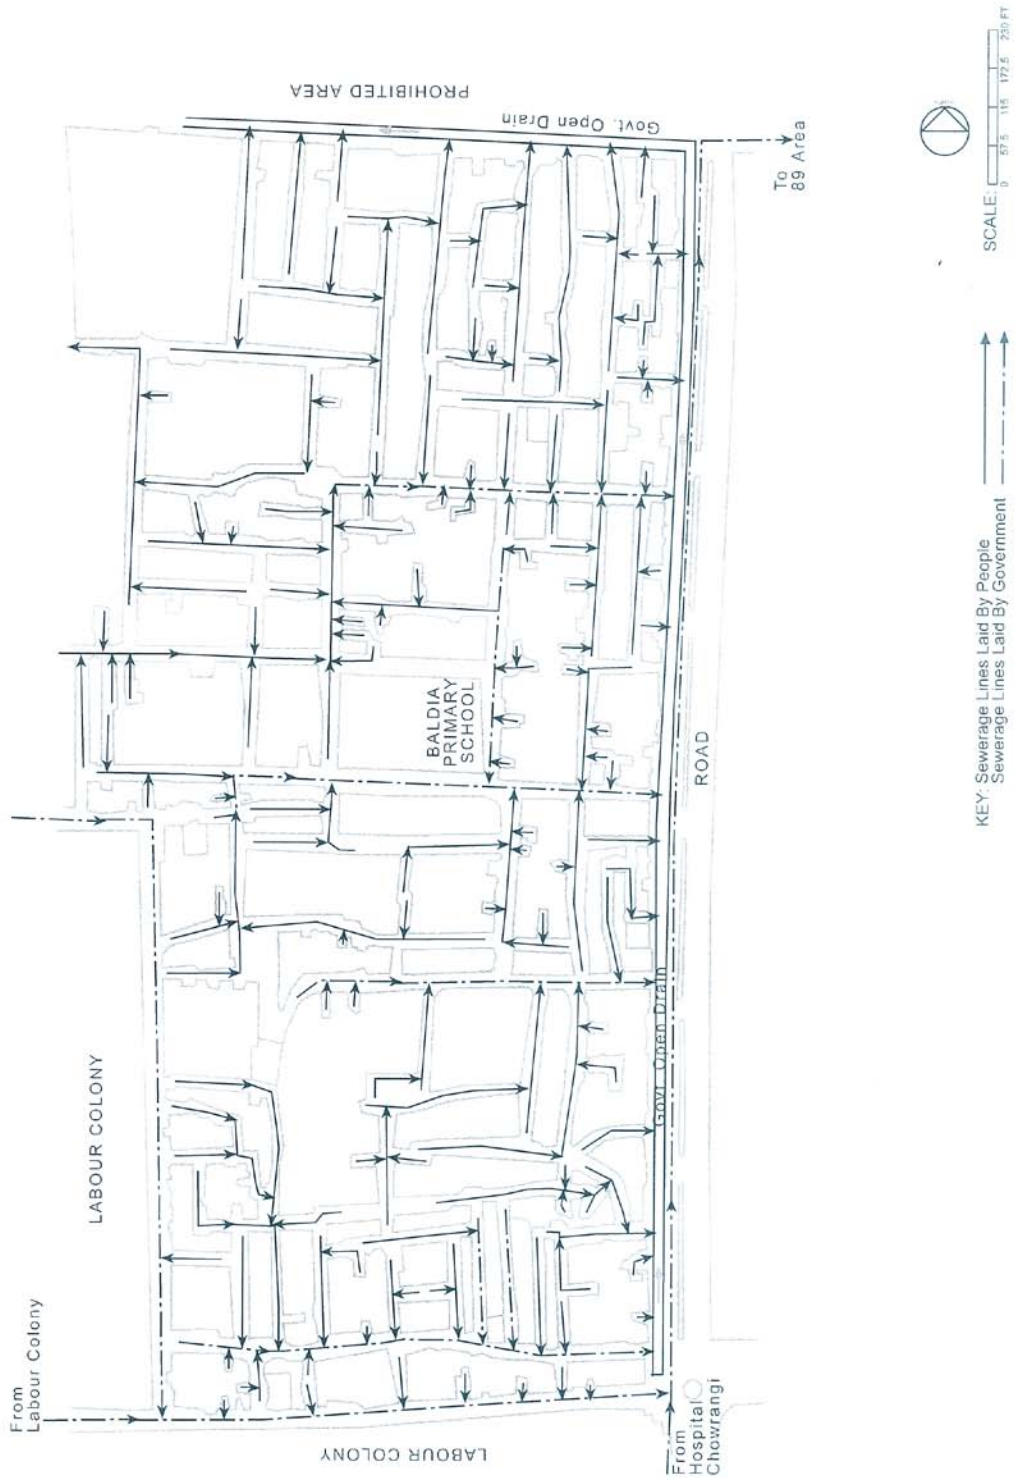 PROHIBITED AREA
Govt. Open Drain
To
89 Area
LABOUR COLONY
BALDIA
PRIMARY
SCHOOL
ROAD
Govt. Open Drain
From
Labour Colony
LABOUR COLONY
From
Hospital
Chowrangi
KEY: Sewerage Lines Laid By People
Sewerage Lines Laid By Government
SCALE:
0 57.5 115 172.5 230 FT